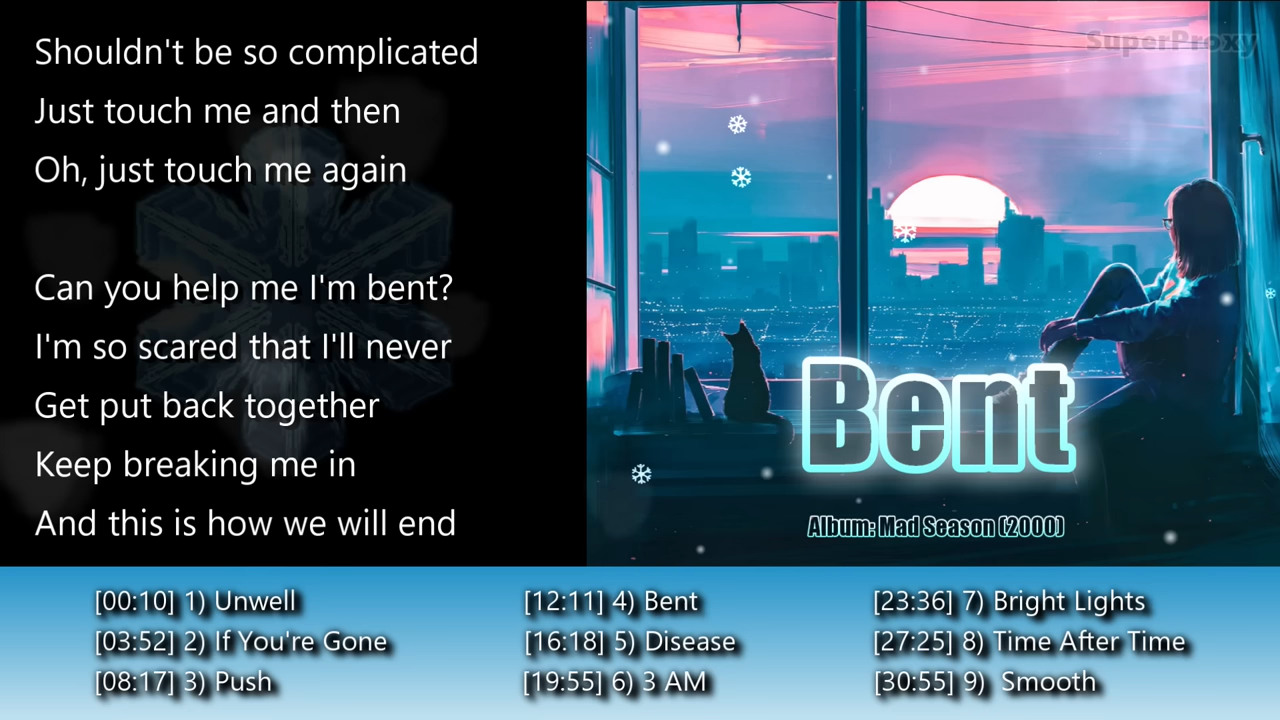 Shouldn't be so complicated
Just touch me and then
Oh, just touch me again
Can you help me I'm bent?
I'm so scared that I'll never
Get put back together
Keep breaking me in
And this is how we will end
SuperProxy
Bent
Album: Mad Season (2000)
[00:10] 1) Unwell
[03:52] 2) If You're Gone
[08:17] 3) Push
[12:11] 4) Bent
[16:18] 5) Disease
[19:55] 6) 3 AM
[23:36] 7) Bright Lights
[27:25] 8) Time After Time
[30:55] 9) Smooth